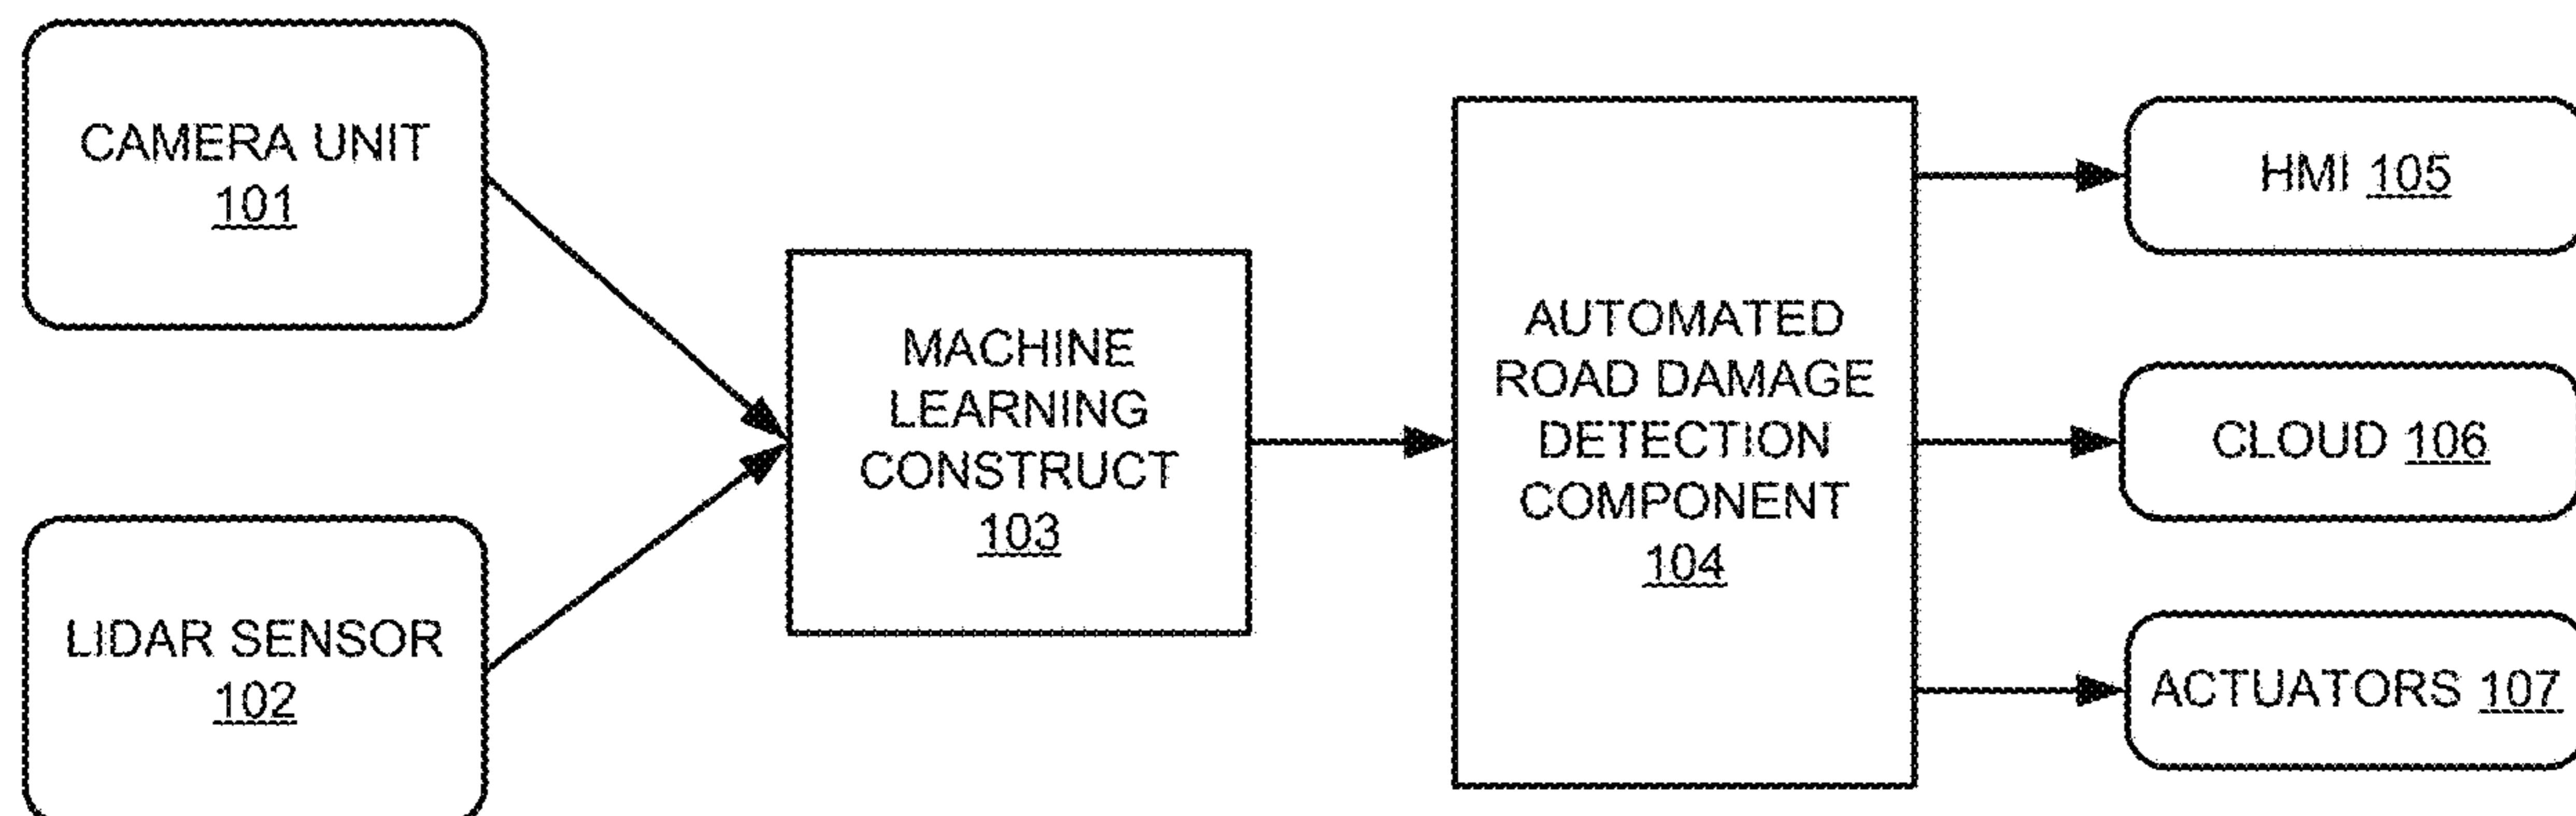 CAMERA UNIT
101
LIDAR SENSOR
102
MACHINE
LEARNING
CONSTRUCT
103
AUTOMATED
ROAD DAMAGE
DETECTION
COMPONENT
104
HMI 105
CLOUD 106
ACTUATORS 107